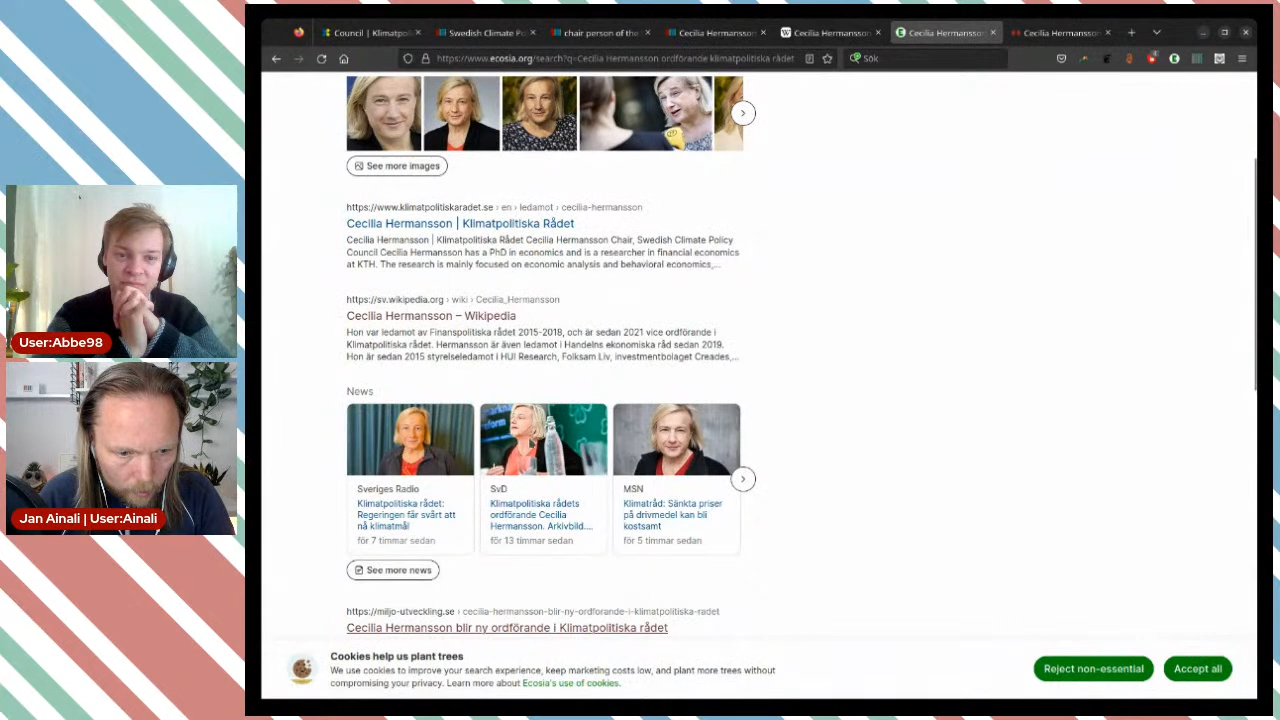 Council | Klimatpol
Swedish Climate Po
chair person of the
Cecilia Hermansson
Cecilia Hermansson
Cecilia Hermansson
Cecilia Hermansson
https://www.ecosia.org/search?q=Cecilia Hermansson ordförande klimatpolitiska rådet
Sök
See more images
https://www.klimatpolitiskaradet.se › en › ledamot › cecilia-hermansson
Cecilia Hermansson | Klimatpolitiska Rådet
Cecilia Hermansson | Klimatpolitiska Rådet Cecilia Hermansson Chair, Swedish Climate Policy
Council Cecilia Hermansson has a PhD in economics and is a researcher in financial economics
at KTH. The research is mainly focused on economic analysis and behavioral economics,...
https://sv.wikipedia.org › wiki › Cecilia_Hermansson
Cecilia Hermansson – Wikipedia
Hon var ledamot av Finanspolitiska rådet 2015-2018, och är sedan 2021 vice ordförande i
Klimatpolitiska rådet. Hermansson är även ledamot i Handelns ekonomiska råd sedan 2019.
Hon är sedan 2015 styrelseledamot i HUI Research, Folksam Liv, investmentbolaget Creades,...
News
Sveriges Radio
Klimatpolitiska rådet:
Regeringen får svårt att
nå klimatmål
för 7 timmar sedan
SvD
Klimatpolitiska rådets
ordförande Cecilia
Hermansson. Arkivbild....
för 13 timmar sedan
MSN
Klimatråd: Sänkta priser
på drivmedel kan bli
kostsamt
för 5 timmar sedan
See more news
https://miljo-utveckling.se › cecilia-hermansson-blir-ny-ordforande-i-klimatpolitiska-radet
Cecilia Hermansson blir ny ordförande i Klimatpolitiska rådet
Cookies help us plant trees
We use cookies to improve your search experience, keep marketing costs low, and plant more trees without
compromising your privacy. Learn more about Ecosia's use of cookies.
Reject non-essential
Accept all
User:Abbe98
Jan Ainali | User:Ainali